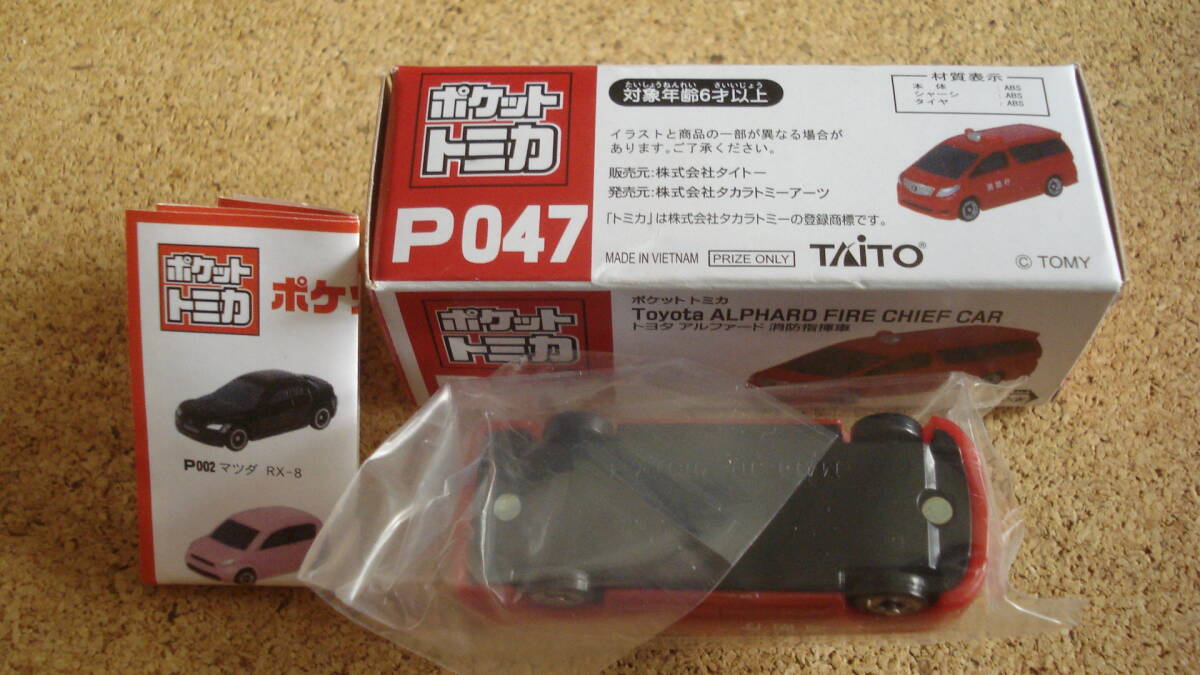 ポケット
トミカ
P047
たいしょうねんれい さいいじょう
対象年齢6才以上
イラストと商品の一部が異なる場合が
あります。ご了承ください。
販売元:株式会社タイトー
発売元:株式会社タカラトミーアーツ
「トミカ」は株式会社タカラトミーの登録商標です。
MADE IN VIETNAM PRIZE ONLY TAITO®
材質表示
本体 : ABS
シャーシ : ABS
タイヤ : ABS
消防庁
© TOMY
ポケット
トミカ
ポケット トミカ
Toyota ALPHARD FIRE CHIEF CAR
トヨタ アルファード 消防指揮車
ポケット
トミカ
ポケッ
P002 マツダ RX-8